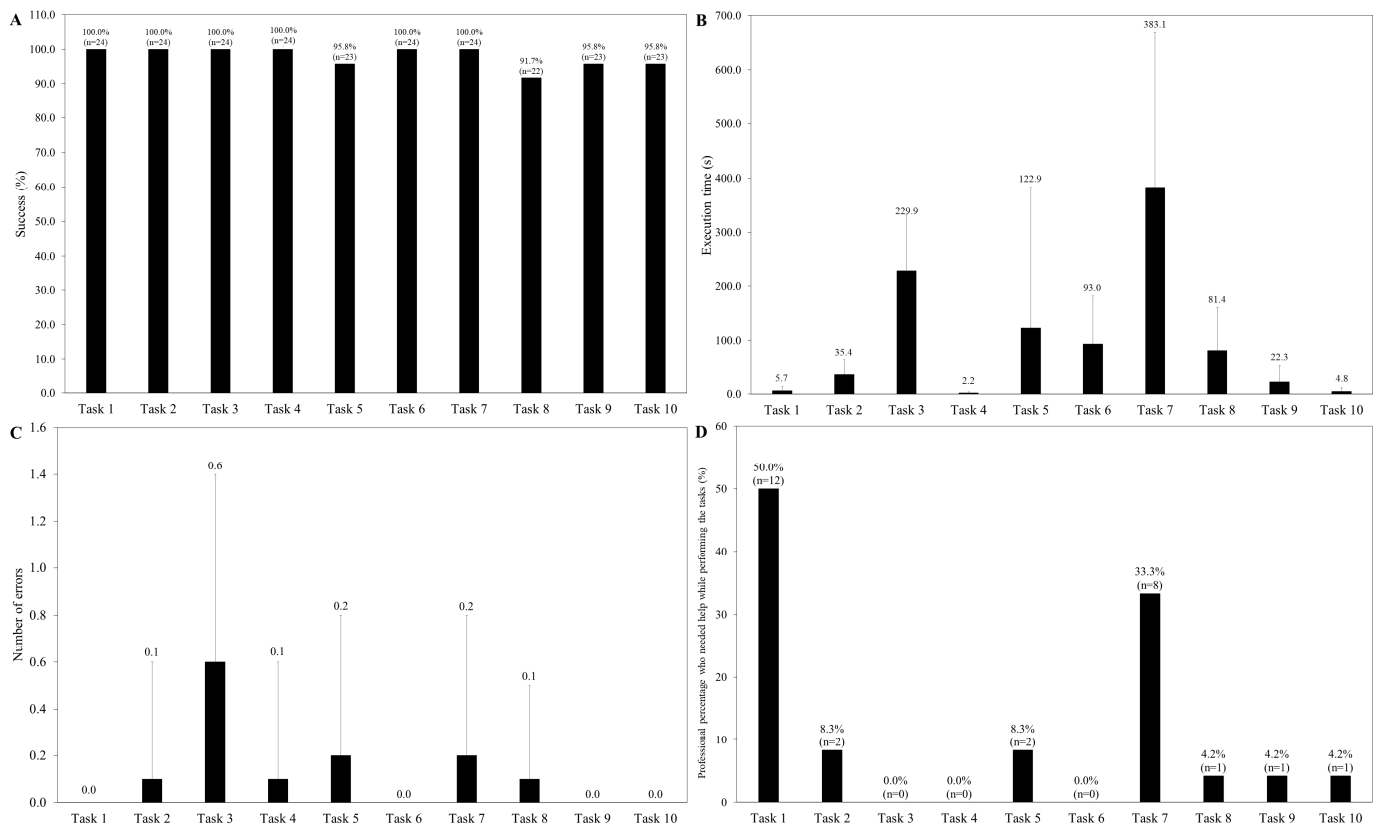 A
Success (%)
110.0
100.0
90.0
80.0
70.0
60.0
50.0
40.0
30.0
20.0
10.0
0.0
100.0%
(n=24)
100.0%
(n=24)
100.0%
(n=24)
100.0%
(n=24)
95.8%
(n=23)
100.0%
(n=24)
100.0%
(n=24)
91.7%
(n=22)
95.8%
(n=23)
95.8%
(n=23)
Task 1 Task 2 Task 3 Task 4 Task 5 Task 6 Task 7 Task 8 Task 9 Task 10
B
Execution time (s)
700.0
600.0
500.0
400.0
300.0
200.0
100.0
0.0
5.7
35.4
229.9
2.2
122.9
93.0
383.1
81.4
22.3
4.8
Task 1 Task 2 Task 3 Task 4 Task 5 Task 6 Task 7 Task 8 Task 9 Task 10
C
Number of errors
1.6
1.4
1.2
1.0
0.8
0.6
0.4
0.2
0.0
0.0
0.1
0.6
0.1
0.2
0.0
0.2
0.1
0.0
0.0
Task 1 Task 2 Task 3 Task 4 Task 5 Task 6 Task 7 Task 8 Task 9 Task 10
D
Professional percentage who needed help while performing the tasks (%)
60
50
40
30
20
10
0
50.0%
(n=12)
8.3%
(n=2)
0.0%
(n=0)
0.0%
(n=0)
8.3%
(n=2)
0.0%
(n=0)
33.3%
(n=8)
4.2%
(n=1)
4.2%
(n=1)
4.2%
(n=1)
Task 1 Task 2 Task 3 Task 4 Task 5 Task 6 Task 7 Task 8 Task 9 Task 10